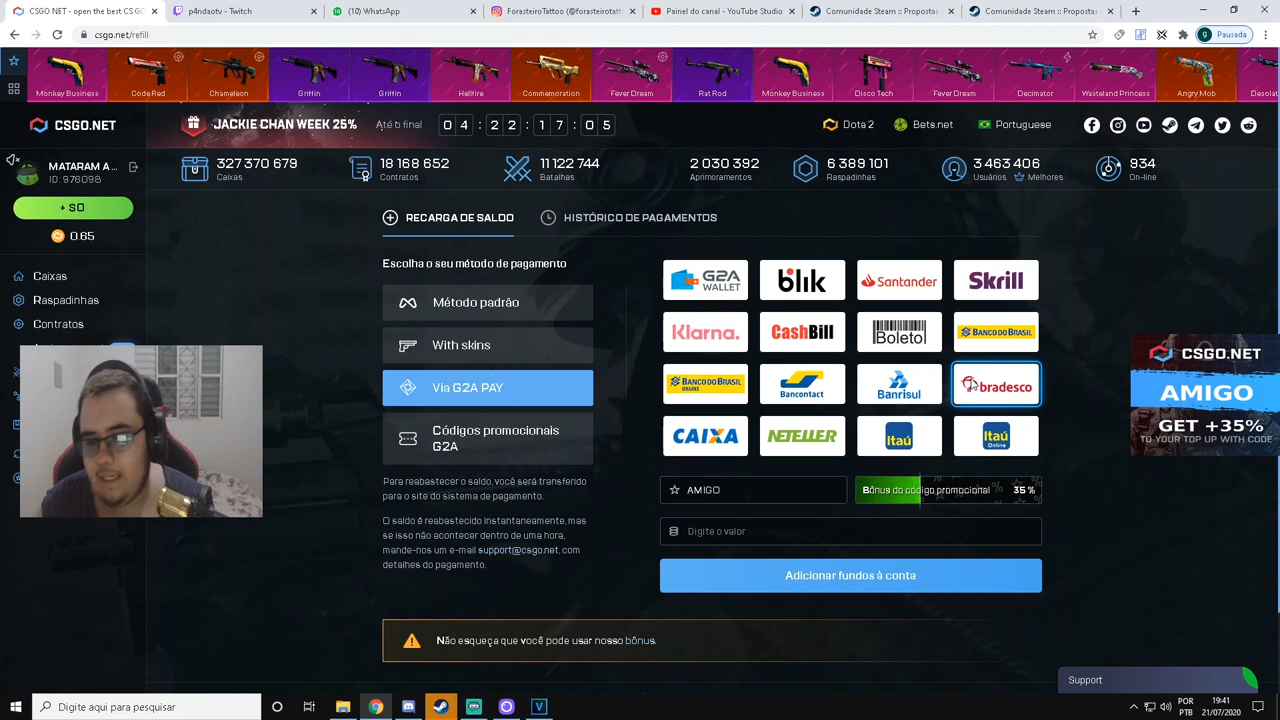 CSGO NET - open the best CS GO
p4ndaotv - Twitch
(10) WhatsApp
ForasteiroTattoo (@forasteirotatt
Painel do canal - YouTube Studio
Comunidade Steam :: Propostas
Comunidade Steam :: Propostas
csgo.net/refill
g Pausada
Monkey Business
Code Red
Chameleon
Griffin
Griffin
Hellfire
Commemoration
Fever Dream
Rat Rod
Monkey Business
Disco Tech
Fever Dream
Decimator
Wasteland Princess
Angry Mob
Desolat
CSGO.NET
JACKIE CHAN WEEK 25%
Até o final
04:22:17:05
Dota 2
Bets.net
Portuguese
MATARAM A ...
ID: 976098
327 370 679
Caixas
18 168 652
Contratos
11 122 744
Batalhas
2 030 392
Aprimoramentos
6 389 101
Raspadinhas
3 463 406
Usuários
Melhores
934
On-line
+ $0
0.65
Caixas
Raspadinhas
Contratos
RECARGA DE SALDO
HISTÓRICO DE PAGAMENTOS
Escolha o seu método de pagamento
Método padrão
With skins
Via G2A PAY
Códigos promocionais
G2A
Para reabastecer o saldo, você será transferido
para o site do sistema de pagamento.
O saldo é reabastecido instantaneamente, mas
se isso não acontecer dentro de uma hora,
mande-nos um e-mail support@csgo.net, com
detalhes do pagamento.
G2A
WALLET
blik
Santander
Skrill
Klarna.
CashBill
Boleto!
BANCO DO BRASIL
BANCO DO BRASIL
ONLINE
Bancontact
Banrisul
bradesco
CAIXA
NETELLER
Itaú
Itaú
Online
AMIGO
Bônus do código promocional
35 %
Digite o valor
Adicionar fundos à conta
Não esqueça que você pode usar nosso bônus.
CSGO.NET
AMIGO
GET +35%
TO YOUR TOP UP WITH CODE
Support
Digite aqui para pesquisar
POR
PTB
19:41
21/07/2020